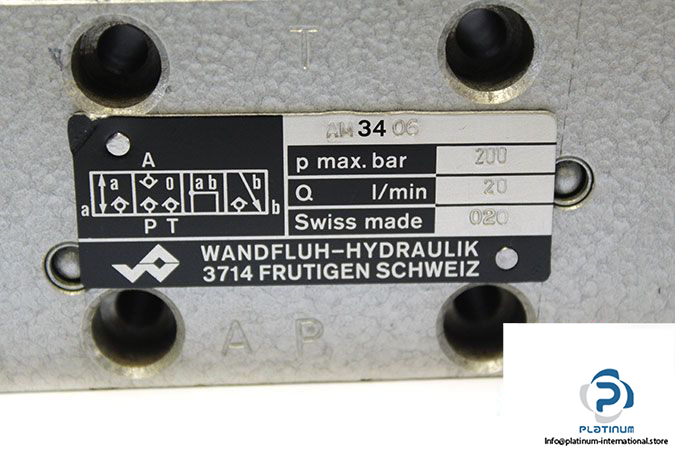 T
AM 34 06
p max. bar 200
Q l/min 20
Swiss made 020
A
a a 0 a b b b
P T
WANDFLUH-HYDRAULIK
3714 FRUTIGEN SCHWEIZ
A P
P
PLATINUM
Info@platinum-international.store